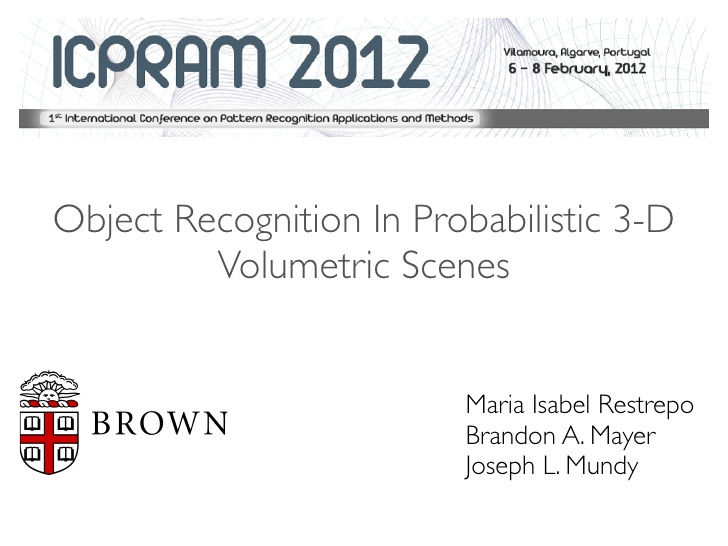 ICPRAM 2012
Vilamoura, Algarve, Portugal
6 – 8 February, 2012
1st International Conference on Pattern Recognition Applications and Methods
Object Recognition In Probabilistic 3-D
Volumetric Scenes
BROWN
Maria Isabel Restrepo
Brandon A. Mayer
Joseph L. Mundy